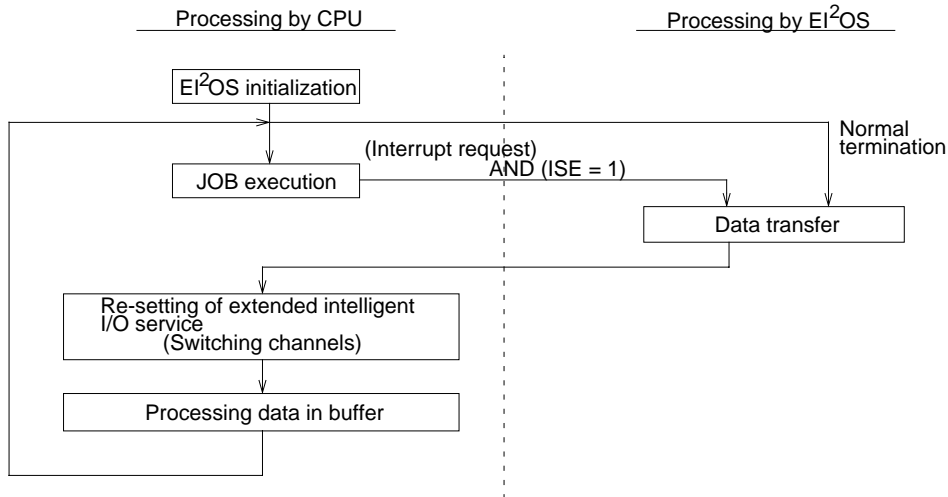 Processing by CPU
Processing by EI²OS
EI²OS initialization
Normal
termination
(Interrupt request)
AND (ISE = 1)
JOB execution
Data transfer
Re-setting of extended intelligent
I/O service
(Switching channels)
Processing data in buffer